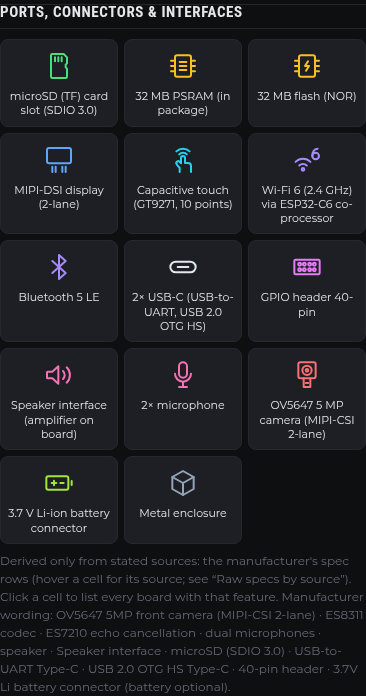 PORTS, CONNECTORS & INTERFACES
microSD (TF) card
slot (SDIO 3.0)
32 MB PSRAM (in
package)
32 MB flash (NOR)
MIPI-DSI display
(2-lane)
Capacitive touch
(GT9271, 10 points)
6
Wi-Fi 6 (2.4 GHz)
via ESP32-C6 co-
processor
Bluetooth 5 LE
2× USB-C (USB-to-
UART, USB 2.0
OTG HS)
GPIO header 40-
pin
Speaker interface
(amplifier on
board)
2× microphone
OV5647 5 MP
camera (MIPI-CSI
2-lane)
3.7 V Li-ion battery
connector
Metal enclosure
Derived only from stated sources: the manufacturer's spec
rows (hover a cell for its source; see “Raw specs by source”).
Click a cell to list every board with that feature. Manufacturer
wording: OV5647 5MP front camera (MIPI-CSI 2-lane) · ES8311
codec · ES7210 echo cancellation · dual microphones ·
speaker · Speaker interface · microSD (SDIO 3.0) · USB-to-
UART Type-C · USB 2.0 OTG HS Type-C · 40-pin header · 3.7V
Li battery connector (battery optional).